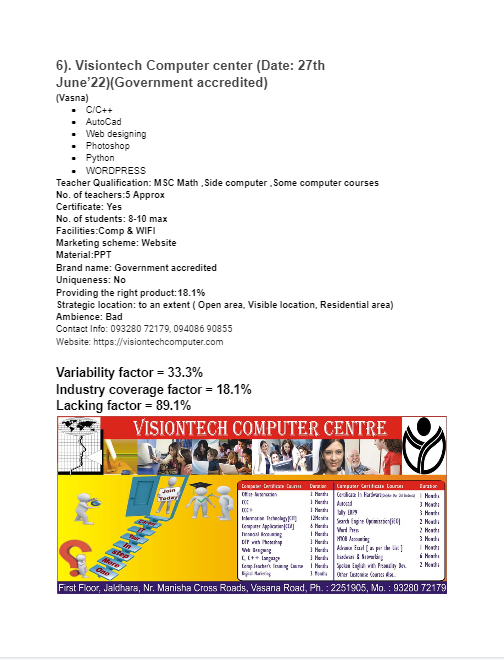 6). Visiontech Computer center (Date: 27th
June’22)(Government accredited)
(Vasna)
• C/C++
• AutoCad
• Web designing
• Photoshop
• Python
• WORDPRESS
Teacher Qualification: MSC Math ,Side computer ,Some computer courses
No. of teachers:5 Approx
Certificate: Yes
No. of students: 8-10 max
Facilities:Comp & WIFI
Marketing scheme: Website
Material:PPT
Brand name: Government accredited
Uniqueness: No
Providing the right product:18.1%
Strategic location: to an extent ( Open area, Visible location, Residential area)
Ambience: Bad
Contact Info: 093280 72179, 094086 90855
Website: https://visiontechcomputer.com
Variability factor = 33.3%
Industry coverage factor = 18.1%
Lacking factor = 89.1%
VISIONTECH COMPUTER CENTRE
Join
Today
Career
Your
In
Step
More
One
Computer Certificate Courses Duration
Office Automation 3 Months
CCC 3 Months
CCC+ 3 Months
Information Technology[CIT] 12Months
Computer Application[CCA] 6 Months
Financial Accounting 1 Months
DTP with Photoshop 3 Months
Web Designing 3 Months
C, C++ Language 3 Months
Comp.Teacher's Training Course 1 Months
Digital Marketing 3 Months
Computer Certificate Courses Duration
Certificate In Hardware 1 Months
Autocad 3 Months
Tally ERP9 3 Months
Search Engine Optimization[SEO] 2 Months
Word Press 2 Months
MYOB Accounting 3 Months
Advance Excel [ as per the List ] 1 Months
Hardware & Networking 6 Months
Spoken English with Prsonality Dev. 2 Months
Other Customise Courses Also..
First Floor, Jaldhara, Nr. Manisha Cross Roads, Vasana Road, Ph. : 2251905, Mo. : 93280 72179